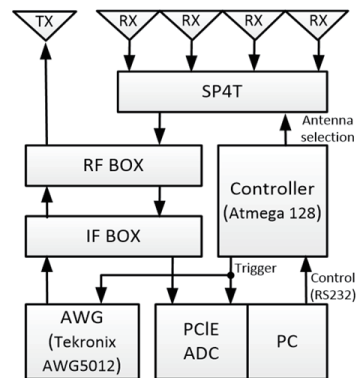 TX
RX RX RX RX
SP4T
Antenna
selection
RF BOX
Controller
(Atmega 128)
IF BOX
Trigger
Control
(RS232)
AWG
(Tekronix
AWG5012)
PCIE
ADC
PC